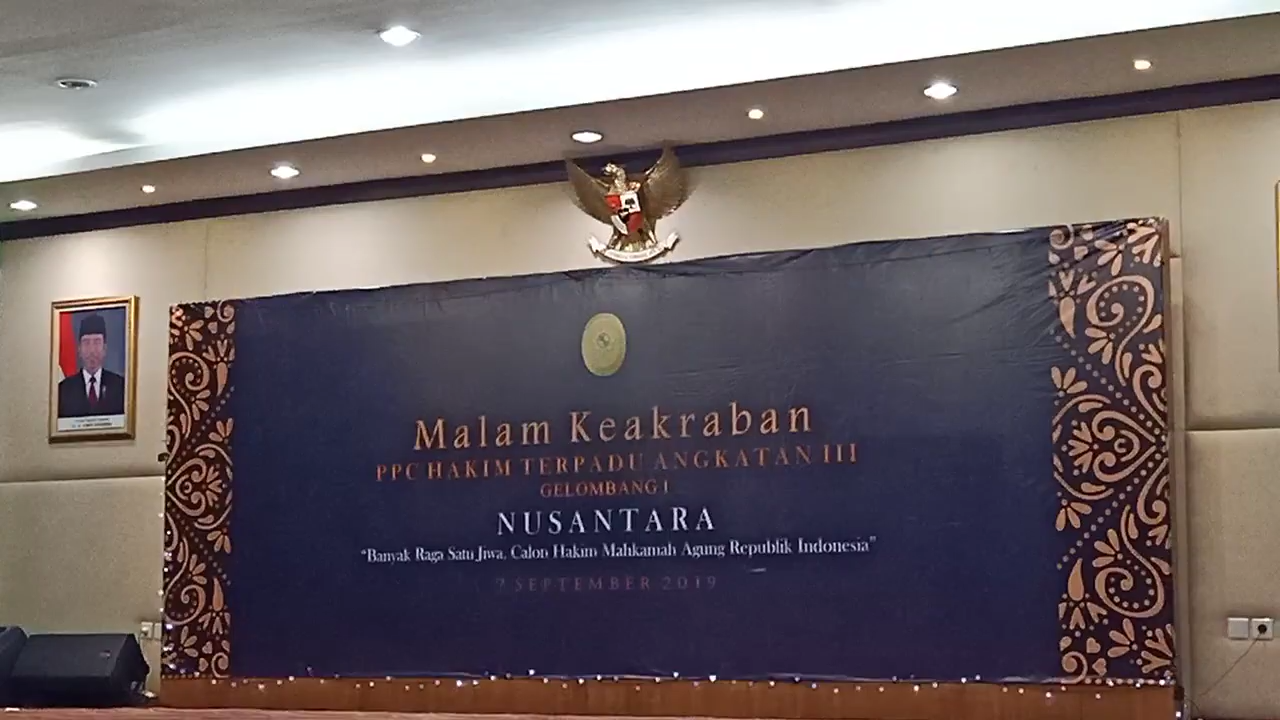 Malam Keakraban
PPC HAKIM TERPADU ANGKATAN III
GELOMBANG I
NUSANTARA
"Banyak Raga Satu Jiwa, Calon Hakim Mahkamah Agung Republik Indonesia"
7 SEPTEMBER 2019